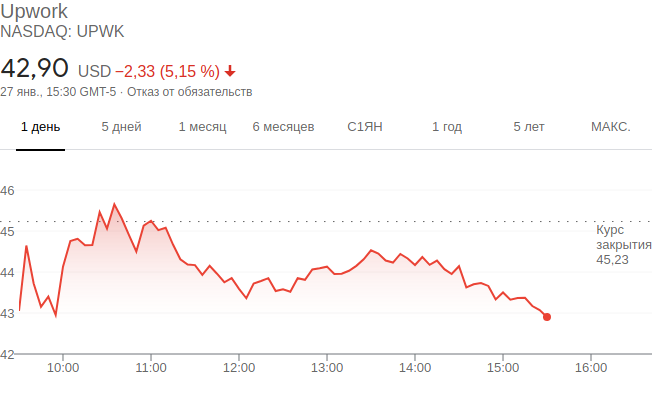 Upwork
NASDAQ: UPWK
42,90 USD −2,33 (5,15 %)
27 янв., 15:30 GMT-5 · Отказ от обязательств
1 день 5 дней 1 месяц 6 месяцев С1ЯН 1 год 5 лет МАКС.
46
45
44
43
42
Курс
закрытия
45,23
10:00 11:00 12:00 13:00 14:00 15:00 16:00